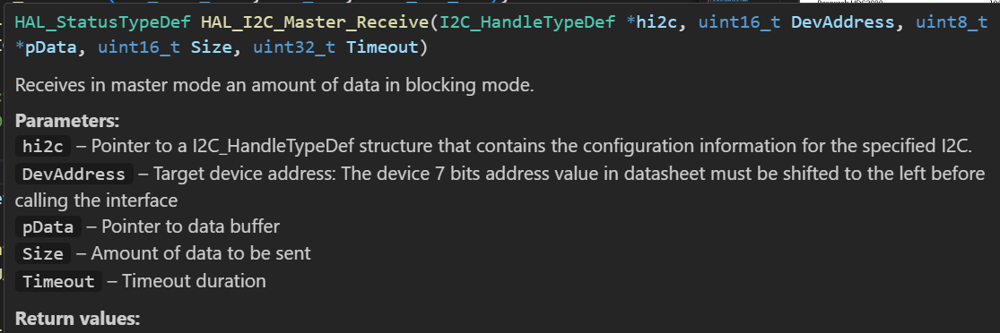 HAL_StatusTypeDef HAL_I2C_Master_Receive(I2C_HandleTypeDef *hi2c, uint16_t DevAddress, uint8_t
*pData, uint16_t Size, uint32_t Timeout)
Receives in master mode an amount of data in blocking mode.
Parameters:
hi2c – Pointer to a I2C_HandleTypeDef structure that contains the configuration information for the specified I2C.
DevAddress – Target device address: The device 7 bits address value in datasheet must be shifted to the left before
calling the interface
pData – Pointer to data buffer
Size – Amount of data to be sent
Timeout – Timeout duration
Return values: